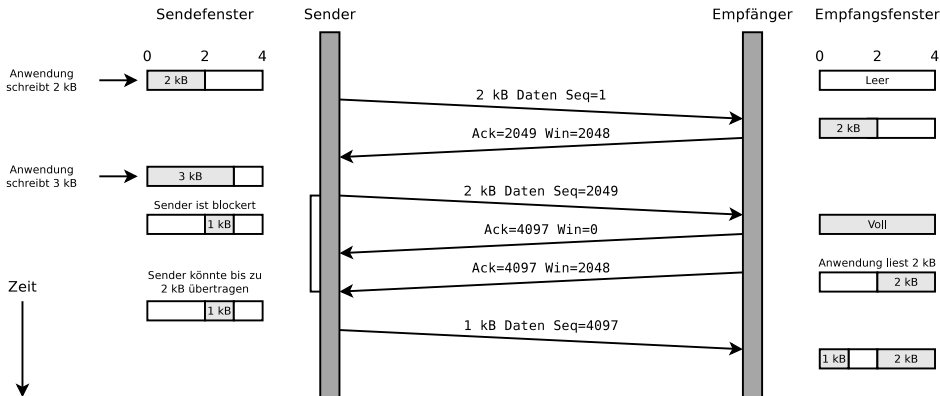 Sendefenster
Sender
Empfänger
Empfangsfenster
0 2 4
0 2 4
Anwendung
schreibt 2 kB
2 kB
Leer
2 kB Daten Seq=1
2 kB
Ack=2049 Win=2048
Anwendung
schreibt 3 kB
3 kB
2 kB Daten Seq=2049
Sender ist blockert
1 kB
Voll
Ack=4097 Win=0
Anwendung liest 2 kB
Ack=4097 Win=2048
2 kB
Sender könnte bis zu
2 kB übertragen
1 kB
Zeit
1 kB Daten Seq=4097
1 kB
2 kB